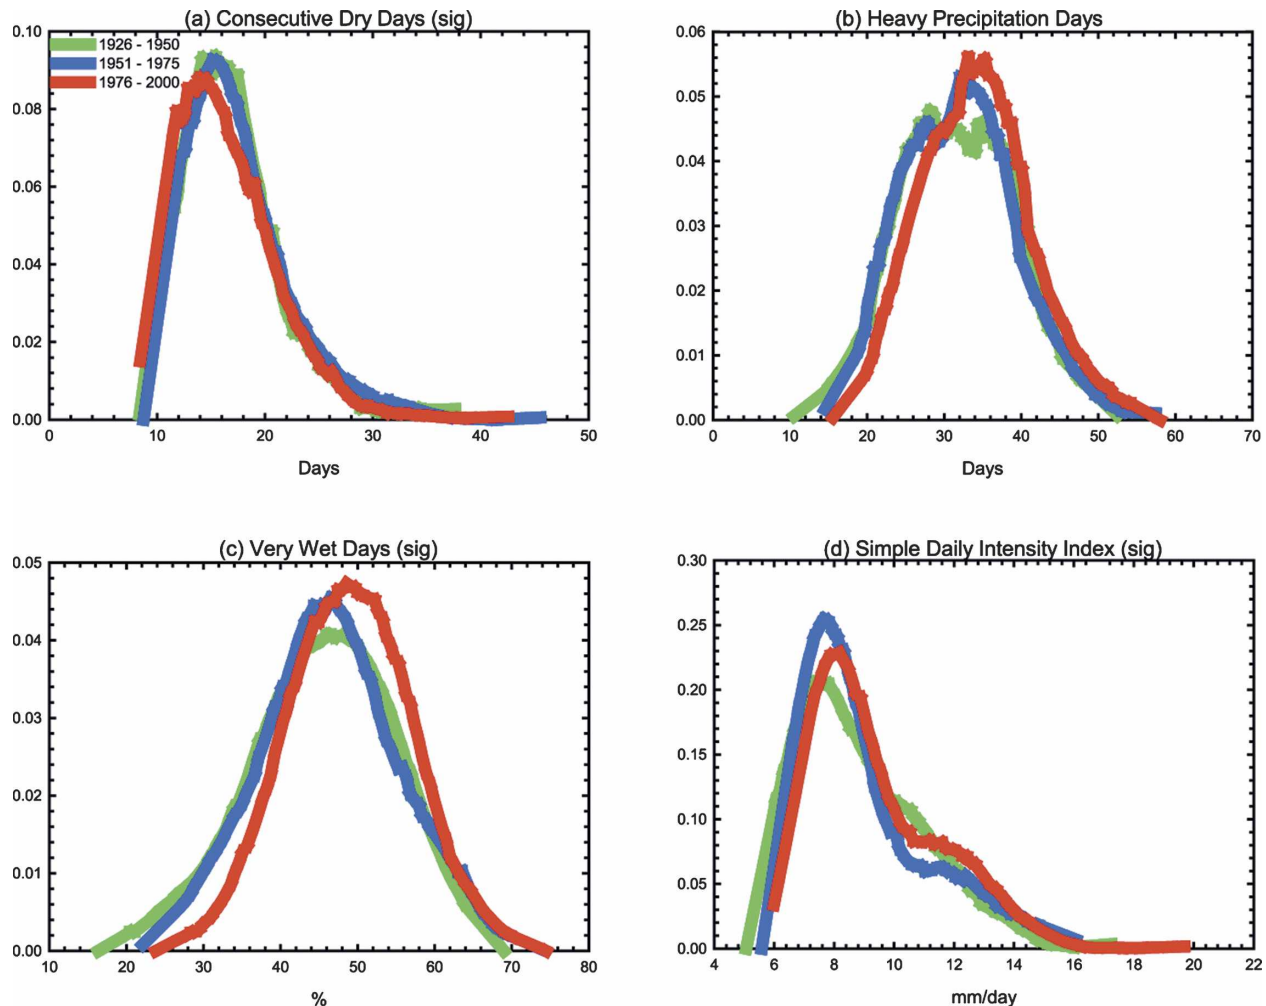 (a) Consecutive Dry Days (sig)
0.10
0.08
0.06
0.04
0.02
0.00
1926 - 1950
1951 - 1975
1976 - 2000
0 10 20 30 40 50
Days
(b) Heavy Precipitation Days
0.06
0.05
0.04
0.03
0.02
0.01
0.00
0 10 20 30 40 50 60 70
Days
(c) Very Wet Days (sig)
0.05
0.04
0.03
0.02
0.01
0.00
10 20 30 40 50 60 70 80
%
(d) Simple Daily Intensity Index (sig)
0.30
0.25
0.20
0.15
0.10
0.05
0.00
4 6 8 10 12 14 16 18 20 22
mm/day